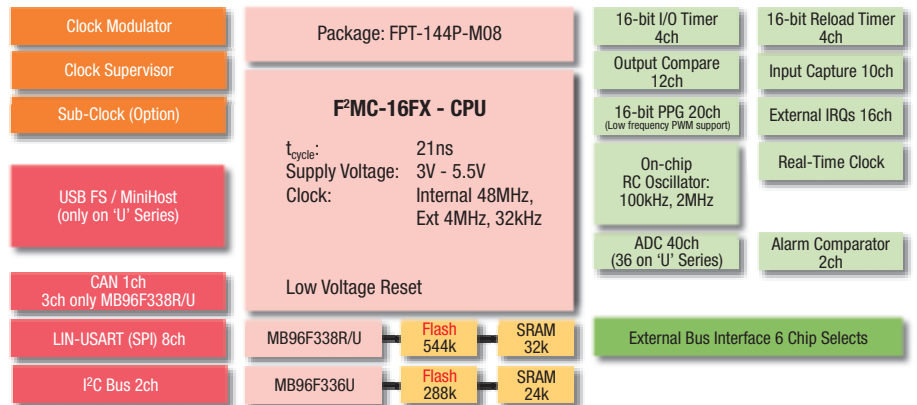 Clock Modulator
Clock Supervisor
Sub-Clock (Option)
USB FS / MiniHost
(only on ‘U’ Series)
CAN 1ch
3ch only MB96F338R/U
LIN-USART (SPI) 8ch
I²C Bus 2ch
Package: FPT-144P-M08
F²MC-16FX - CPU
tcycle: 21ns
Supply Voltage: 3V - 5.5V
Clock: Internal 48MHz,
Ext 4MHz, 32kHz
Low Voltage Reset
MB96F338R/U
Flash
544k
SRAM
32k
MB96F336U
Flash
288k
SRAM
24k
16-bit I/O Timer
4ch
16-bit Reload Timer
4ch
Output Compare
12ch
Input Capture 10ch
16-bit PPG 20ch
(Low frequency PWM support)
External IRQs 16ch
On-chip
RC Oscillator:
100kHz, 2MHz
Real-Time Clock
ADC 40ch
(36 on ‘U’ Series)
Alarm Comparator
2ch
External Bus Interface 6 Chip Selects